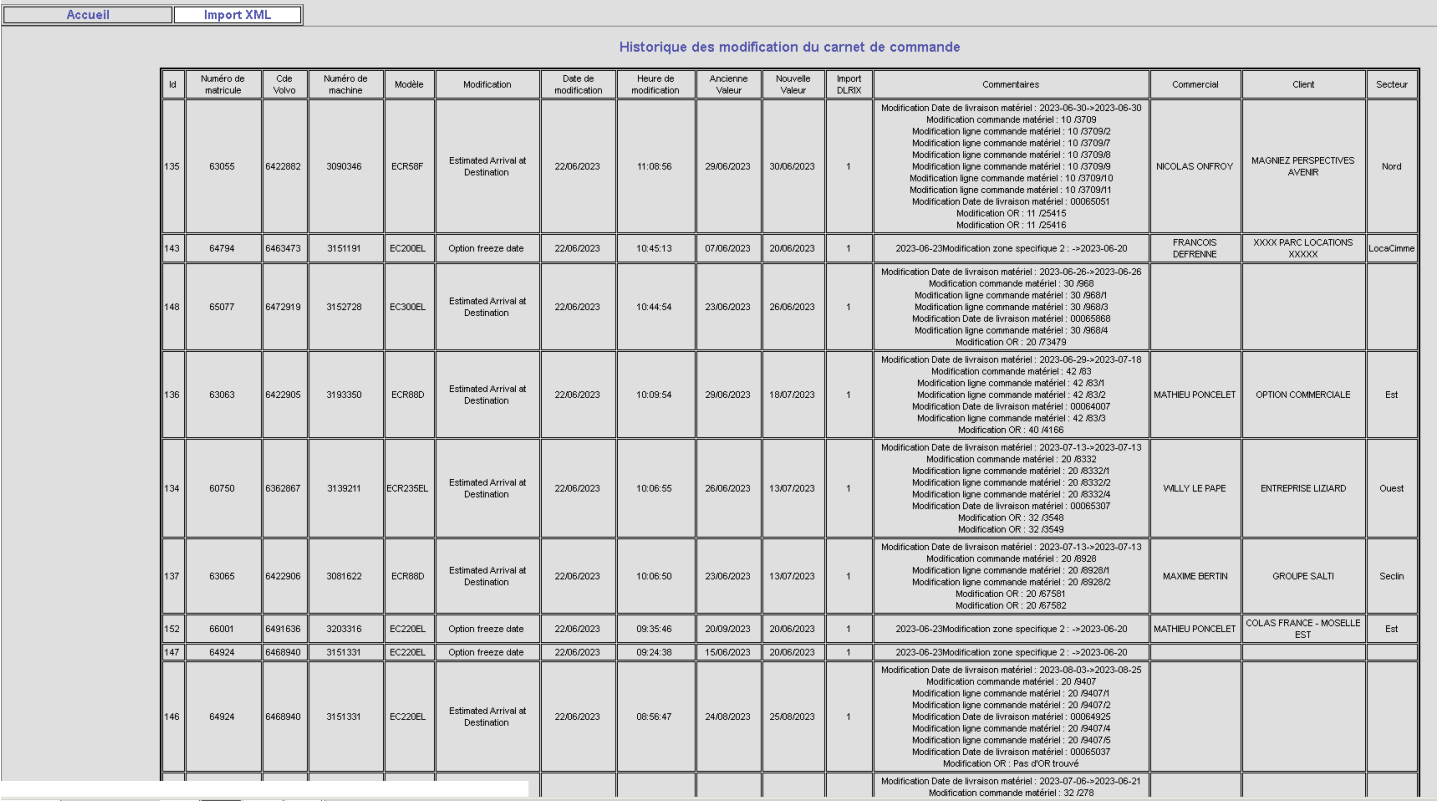 Accueil
Import XML
Historique des modification du carnet de commande
Id | Numéro de matricule | Cde Volvo | Numéro de machine | Modèle | Modification | Date de modification | Heure de modification | Ancienne Valeur | Nouvelle Valeur | Import DLRIX | Commentaires | Commercial | Client | Secteur
135 | 63055 | 6422882 | 3090346 | ECR58F | Estimated Arrival at Destination | 22/06/2023 | 11:08:56 | 29/06/2023 | 30/06/2023 | 1
Modification Date de livraison matériel : 2023-06-30->2023-06-30
Modification commande matériel : 10 /3709
Modification ligne commande matériel : 10 /3709/2
Modification ligne commande matériel : 10 /3709/7
Modification ligne commande matériel : 10 /3709/8
Modification ligne commande matériel : 10 /3709/9
Modification ligne commande matériel : 10 /3709/10
Modification ligne commande matériel : 10 /3709/11
Modification Date de livraison matériel : 00065051
Modification OR : 11 /25415
Modification OR : 11 /25416
NICOLAS ONFROY | MAGNIEZ PERSPECTIVES AVENIR | Nord
143 | 64794 | 6463473 | 3151191 | EC200EL | Option freeze date | 22/06/2023 | 10:45:13 | 07/06/2023 | 20/06/2023 | 1
2023-06-23Modification zone specifique 2 : ->2023-06-20
FRANCOIS DEFRENNE | XXXX PARC LOCATIONS XXXXX | LocaCimme
148 | 65077 | 6472919 | 3152728 | EC300EL | Estimated Arrival at Destination | 22/06/2023 | 10:44:54 | 23/06/2023 | 26/06/2023 | 1
Modification Date de livraison matériel : 2023-06-26->2023-06-26
Modification commande matériel : 30 /968
Modification ligne commande matériel : 30 /968/1
Modification ligne commande matériel : 30 /968/3
Modification Date de livraison matériel : 00065868
Modification ligne commande matériel : 30 /968/4
Modification OR : 20 /73479
136 | 63063 | 6422905 | 3193350 | ECR88D | Estimated Arrival at Destination | 22/06/2023 | 10:09:54 | 29/06/2023 | 18/07/2023 | 1
Modification Date de livraison matériel : 2023-06-29->2023-07-18
Modification commande matériel : 42 /83
Modification ligne commande matériel : 42 /83/1
Modification ligne commande matériel : 42 /83/2
Modification Date de livraison matériel : 00064007
Modification ligne commande matériel : 42 /83/3
Modification OR : 40 /4166
MATHIEU PONCELET | OPTION COMMERCIALE | Est
134 | 60750 | 6362867 | 3139211 | ECR235EL | Estimated Arrival at Destination | 22/06/2023 | 10:06:55 | 26/06/2023 | 13/07/2023 | 1
Modification Date de livraison matériel : 2023-07-13->2023-07-13
Modification commande matériel : 20 /8332
Modification ligne commande matériel : 20 /8332/1
Modification ligne commande matériel : 20 /8332/2
Modification ligne commande matériel : 20 /8332/4
Modification Date de livraison matériel : 00065307
Modification OR : 32 /3548
Modification OR : 32 /3549
WILLY LE PAPE | ENTREPRISE LIZIARD | Ouest
137 | 63065 | 6422906 | 3081622 | ECR88D | Estimated Arrival at Destination | 22/06/2023 | 10:06:50 | 23/06/2023 | 13/07/2023 | 1
Modification Date de livraison matériel : 2023-07-13->2023-07-13
Modification commande matériel : 20 /8928
Modification ligne commande matériel : 20 /8928/1
Modification ligne commande matériel : 20 /8928/2
Modification OR : 20 /67581
Modification OR : 20 /67582
MAXIME BERTIN | GROUPE SALTI | Seclin
152 | 66001 | 6491636 | 3203316 | EC220EL | Option freeze date | 22/06/2023 | 09:35:46 | 20/09/2023 | 20/06/2023 | 1
2023-06-23Modification zone specifique 2 : ->2023-06-20
MATHIEU PONCELET | COLAS FRANCE - MOSELLE EST | Est
147 | 64924 | 6468940 | 3151331 | EC220EL | Option freeze date | 22/06/2023 | 09:24:38 | 15/06/2023 | 20/06/2023 | 1
2023-06-23Modification zone specifique 2 : ->2023-06-20
146 | 64924 | 6468940 | 3151331 | EC220EL | Estimated Arrival at Destination | 22/06/2023 | 08:56:47 | 24/08/2023 | 25/08/2023 | 1
Modification Date de livraison matériel : 2023-08-03->2023-08-25
Modification commande matériel : 20 /9407
Modification ligne commande matériel : 20 /9407/1
Modification ligne commande matériel : 20 /9407/2
Modification Date de livraison matériel : 00064925
Modification ligne commande matériel : 20 /9407/4
Modification ligne commande matériel : 20 /9407/5
Modification Date de livraison matériel : 00065037
Modification OR : Pas d'OR trouvé
Modification Date de livraison matériel : 2023-07-06->2023-06-21
Modification commande matériel : 32 /278